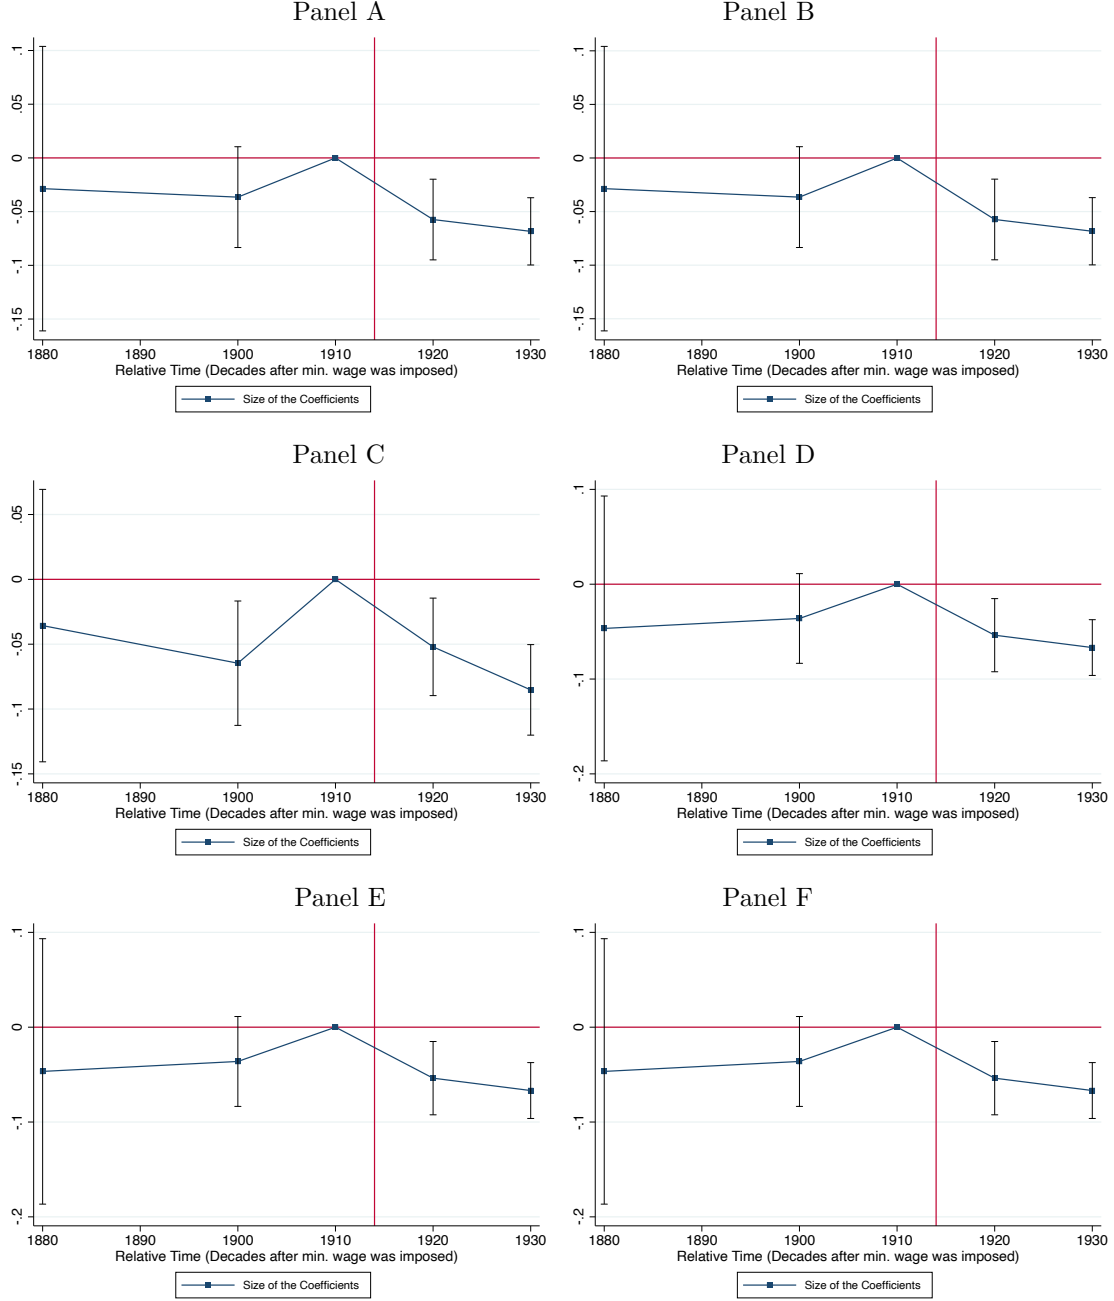 Panel A
Panel B
.1
.05
0
-.05
-.1
-.15
1880 1890 1900 1910 1920 1930
Relative Time (Decades after min. wage was imposed)
Size of the Coefficients
.1
.05
0
-.05
-.1
-.15
1880 1890 1900 1910 1920 1930
Relative Time (Decades after min. wage was imposed)
Size of the Coefficients
Panel C
Panel D
.05
0
-.05
-.1
-.15
1880 1890 1900 1910 1920 1930
Relative Time (Decades after min. wage was imposed)
Size of the Coefficients
.1
0
-.1
-.2
1880 1890 1900 1910 1920 1930
Relative Time (Decades after min. wage was imposed)
Size of the Coefficients
Panel E
Panel F
.1
0
-.1
-.2
1880 1890 1900 1910 1920 1930
Relative Time (Decades after min. wage was imposed)
Size of the Coefficients
.1
0
-.1
-.2
1880 1890 1900 1910 1920 1930
Relative Time (Decades after min. wage was imposed)
Size of the Coefficients